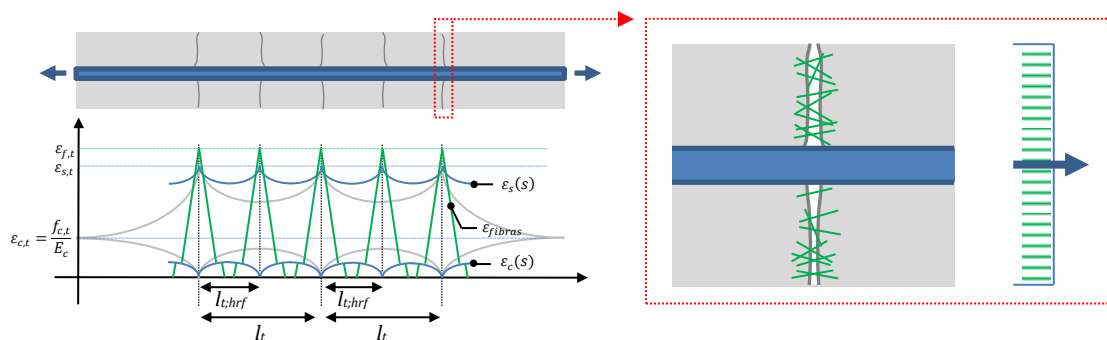 ε_{f,t}
ε_{s,t}
ε_s(s)
ε_{fibras}
ε_{c,t} = f_{c,t}/E_c
ε_c(s)
l_{t;hrf} l_{t;hrf}
l_t l_t